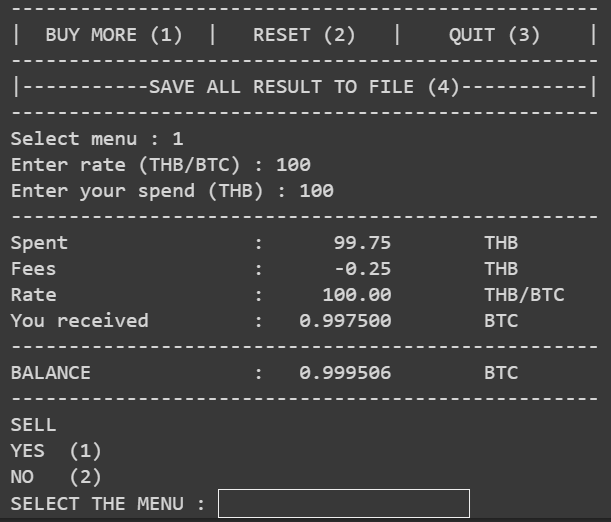 ---------------------------------------------------
|  BUY MORE (1)  |   RESET (2)   |    QUIT (3)    |
---------------------------------------------------
|-----------SAVE ALL RESULT TO FILE (4)-----------|
---------------------------------------------------
Select menu : 1
Enter rate (THB/BTC) : 100
Enter your spend (THB) : 100
---------------------------------------------------
Spent                :      99.75        THB
Fees                 :      -0.25        THB
Rate                 :     100.00        THB/BTC
You received         :   0.997500        BTC
---------------------------------------------------
BALANCE              :   0.999506        BTC
---------------------------------------------------
SELL
YES  (1)
NO   (2)
SELECT THE MENU :